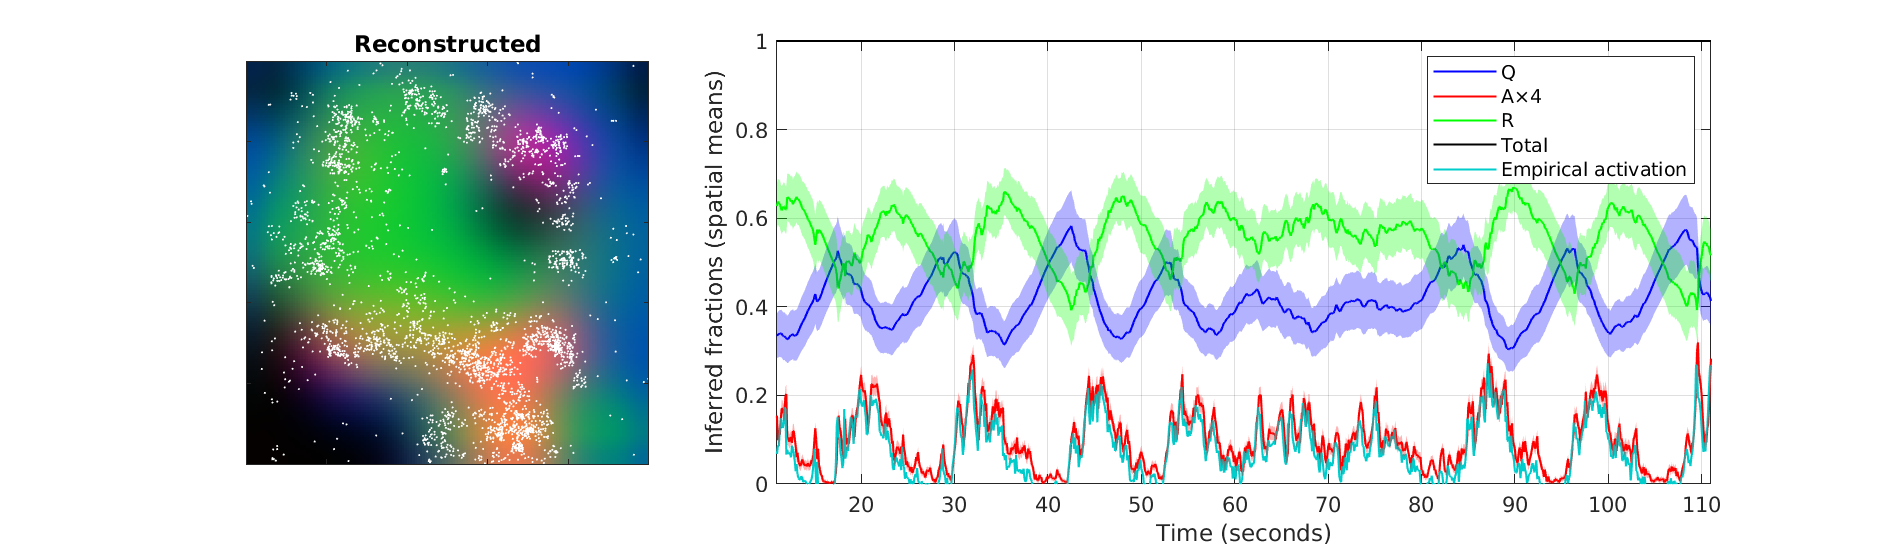 Reconstructed
Inferred fractions (spatial means)
1
0.8
0.6
0.4
0.2
0
Q
A×4
R
Total
Empirical activation
20 30 40 50 60 70 80 90 100 110
Time (seconds)